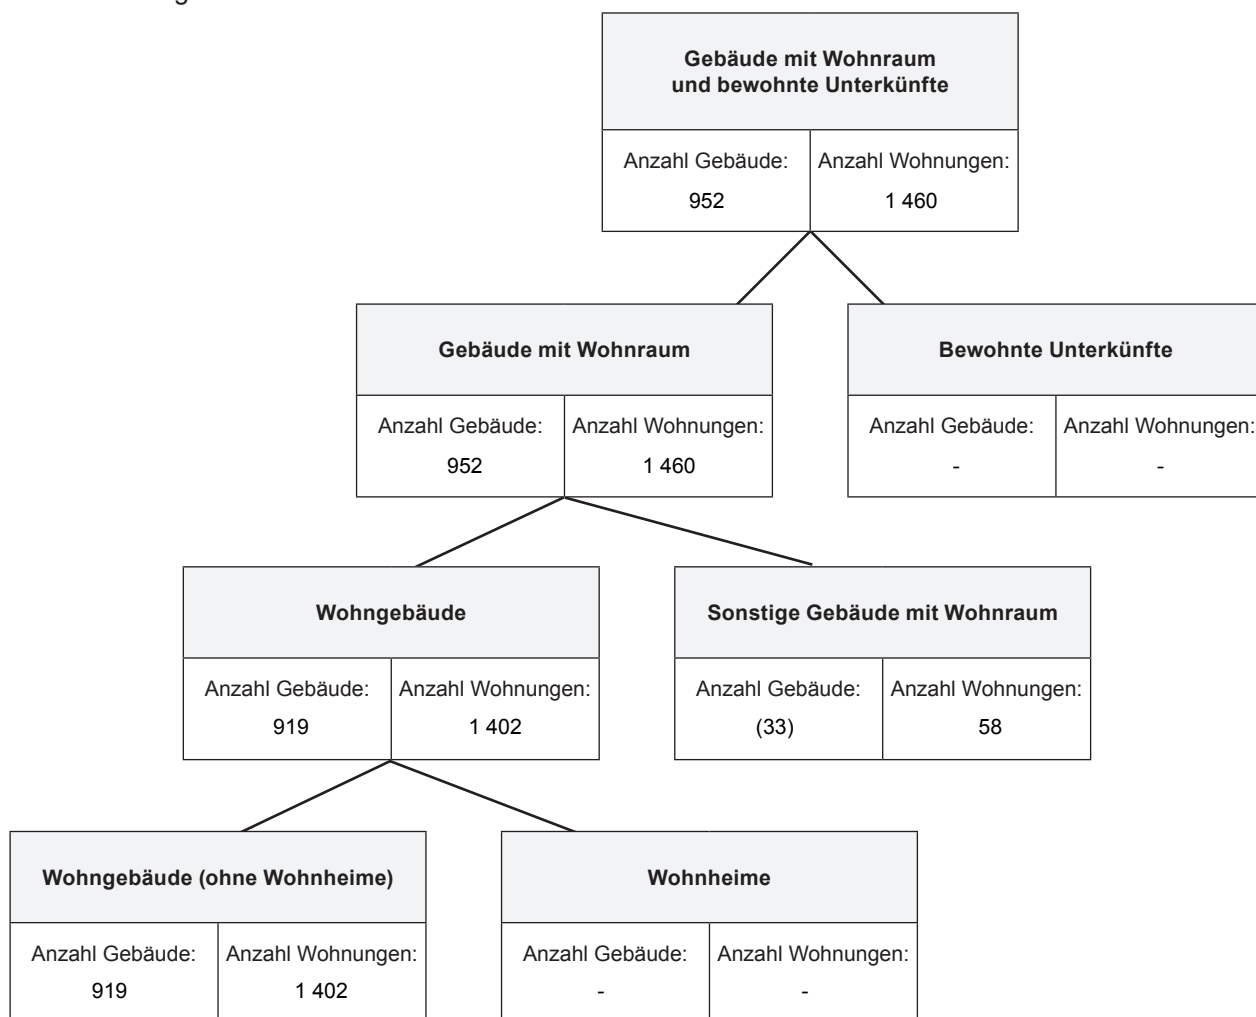 Gebäude mit Wohnraum
und bewohnte Unterkünfte
Anzahl Gebäude: Anzahl Wohnungen:
952 1 460
Gebäude mit Wohnraum
Anzahl Gebäude: Anzahl Wohnungen:
952 1 460
Bewohnte Unterkünfte
Anzahl Gebäude: Anzahl Wohnungen:
- -
Wohngebäude
Anzahl Gebäude: Anzahl Wohnungen:
919 1 402
Sonstige Gebäude mit Wohnraum
Anzahl Gebäude: Anzahl Wohnungen:
(33) 58
Wohngebäude (ohne Wohnheime)
Anzahl Gebäude: Anzahl Wohnungen:
919 1 402
Wohnheime
Anzahl Gebäude: Anzahl Wohnungen:
- -